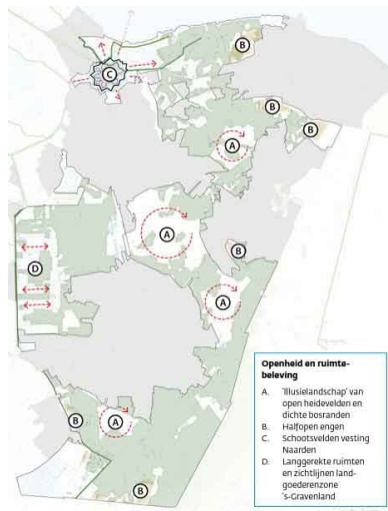 B
C
B
A
B
A
D
B
A
B
A
B
Openheid en ruimte-
beleving
A. 'Illusielandschap' van
open heidevelden en
dichte bosranden
B. Halfopen engen
C. Schootsvelden vesting
Naarden
D. Langgerekte ruimten
en zichtlijnen land-
goederenzone
's-Graveland